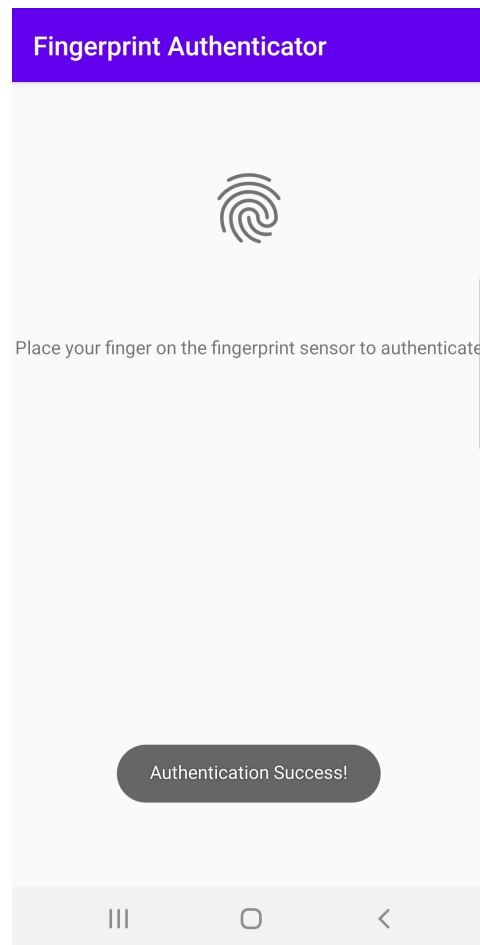 Fingerprint Authenticator
Place your finger on the fingerprint sensor to authenticate
Authentication Success!